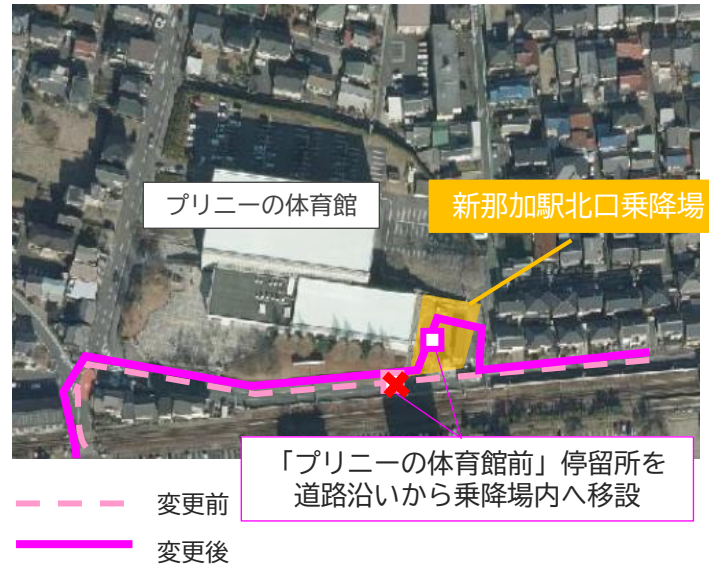 プリニーの体育館
新那加駅北口乗降場
「プリニーの体育館前」停留所を
道路沿いから乗降場内へ移設
変更前
変更後